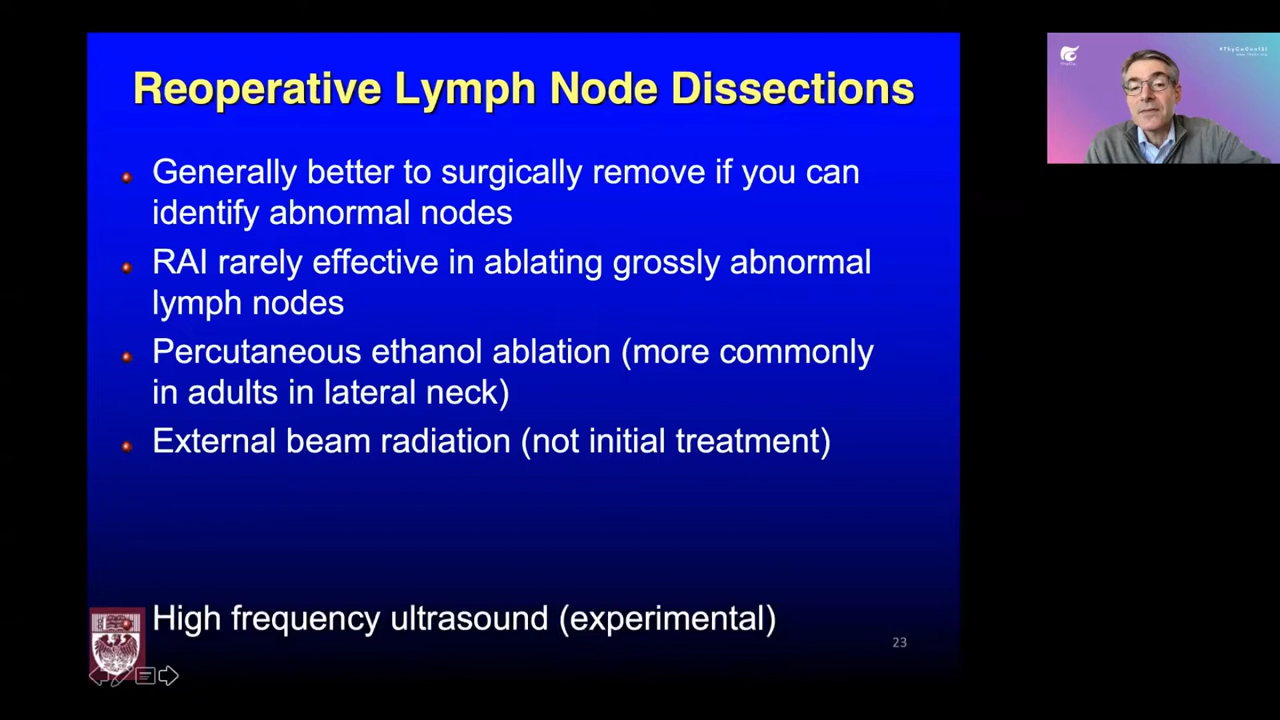 Reoperative Lymph Node Dissections
Generally better to surgically remove if you can
identify abnormal nodes
RAI rarely effective in ablating grossly abnormal
lymph nodes
Percutaneous ethanol ablation (more commonly
in adults in lateral neck)
External beam radiation (not initial treatment)
High frequency ultrasound (experimental)
23